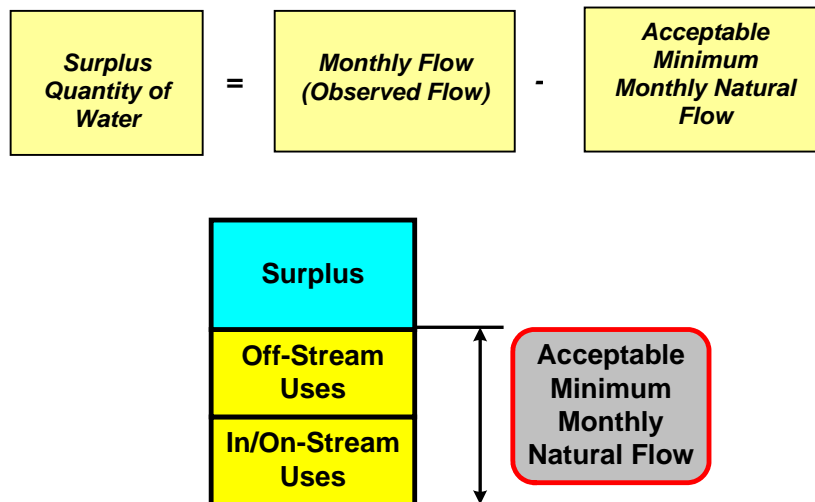 Surplus
Quantity of
Water
=
Monthly Flow
(Observed Flow)
-
Acceptable
Minimum
Monthly Natural
Flow
Surplus
Off-Stream
Uses
In/On-Stream
Uses
Acceptable
Minimum
Monthly
Natural Flow